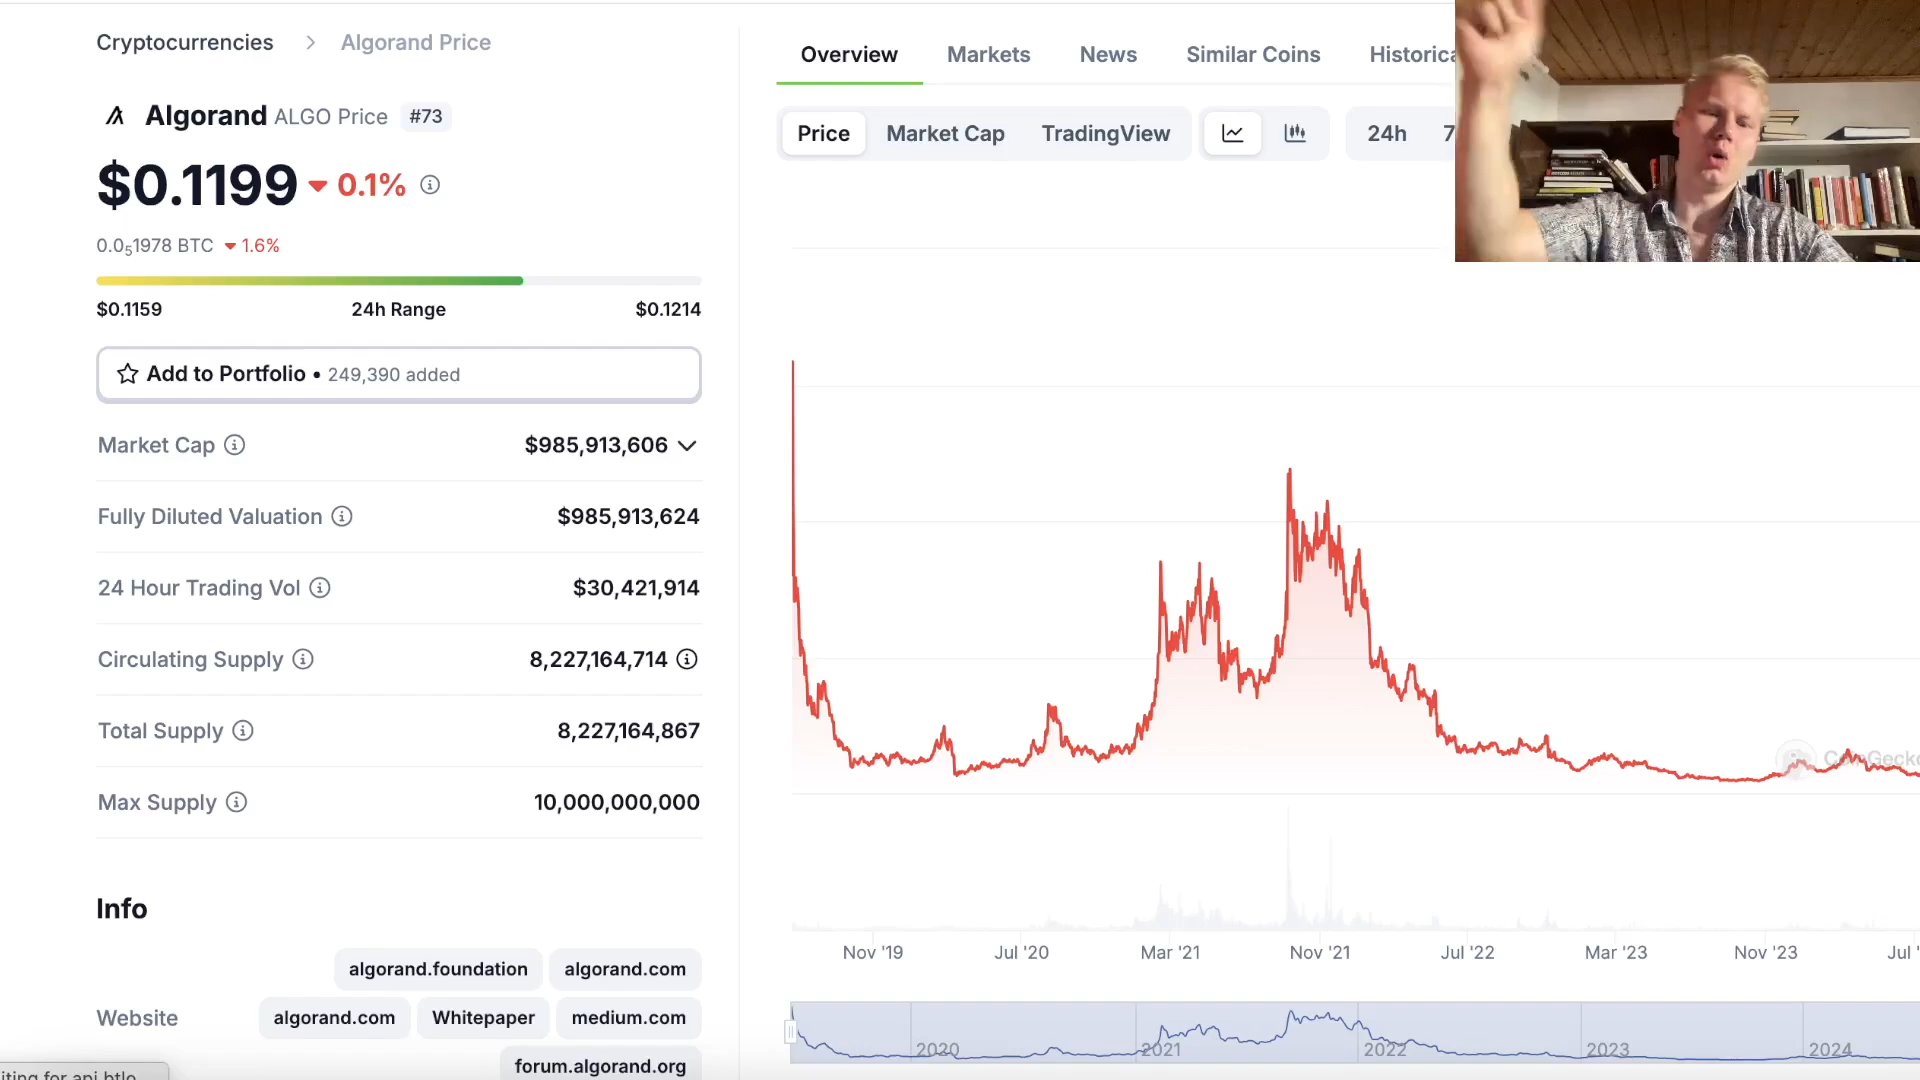 Cryptocurrencies > Algorand Price
Algorand ALGO Price #73
$0.1199 0.1%
0.0₅1978 BTC 1.6%
$0.1159 24h Range $0.1214
Add to Portfolio • 249,390 added
Market Cap $985,913,606
Fully Diluted Valuation $985,913,624
24 Hour Trading Vol $30,421,914
Circulating Supply 8,227,164,714
Total Supply 8,227,164,867
Max Supply 10,000,000,000
Info
Website
algorand.foundation algorand.com
algorand.com Whitepaper medium.com
forum.algorand.org
Overview Markets News Similar Coins Historica
Price Market Cap TradingView 24h 7
CoinGecko
Nov '19 Jul '20 Mar '21 Nov '21 Jul '22 Mar '23 Nov '23 Jul '
2020 2021 2022 2023 2024